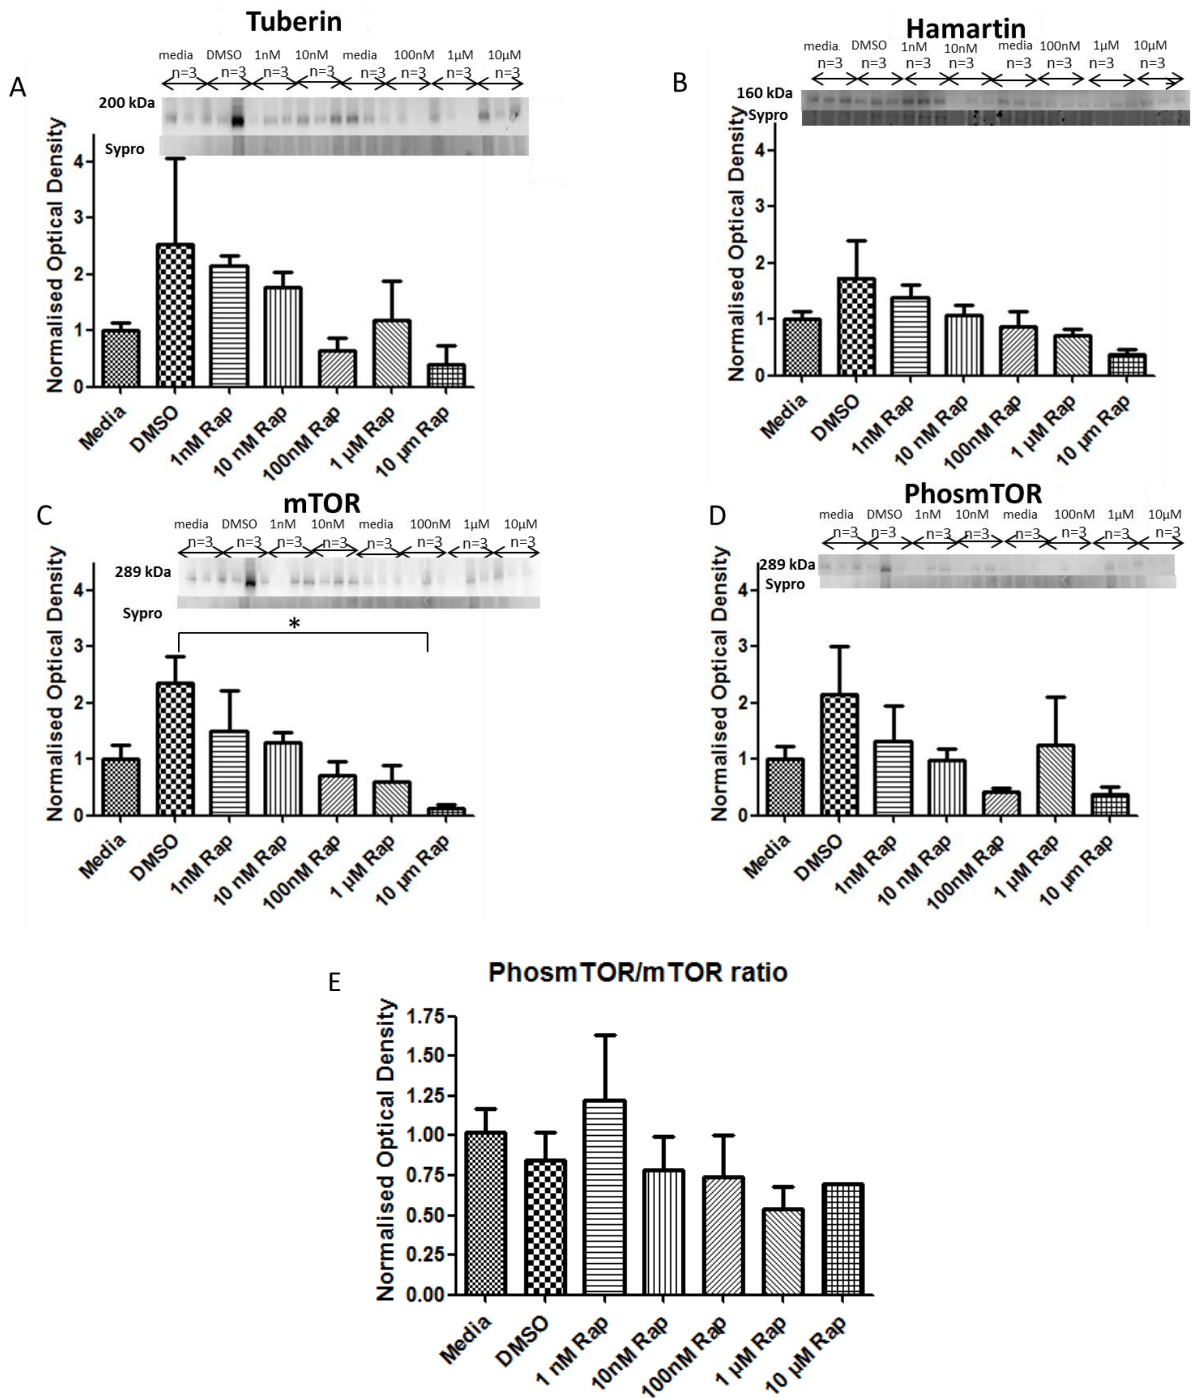 Tuberin
A
media DMSO 1nM 10nM media 100nM 1µM 10µM
n=3 n=3 n=3 n=3 n=3 n=3 n=3 n=3
200 kDa
Sypro
Normalised Optical Density
4
3
2
1
0
Media DMSO 1nM Rap 10 nM Rap 100nM Rap 1 µM Rap 10 µm Rap
Hamartin
B
media. DMSO 1nM 10nM media 100nM 1µM 10µM
n=3 n=3 n=3 n=3 n=3 n=3 n=3 n=3
160 kDa
Sypro
Normalised Optical Density
4
3
2
1
0
Media DMSO 1nM Rap 10 nM Rap 100nM Rap 1 µM Rap 10 µm Rap
mTOR
C
media DMSO 1nM 10nM media 100nM 1µM 10µM
n=3 n=3 n=3 n=3 n=3 n=3 n=3 n=3
289 kDa
Sypro
*
Normalised Optical Density
4
3
2
1
0
Media DMSO 1nM Rap 10 nM Rap 100nM Rap 1 µM Rap 10 µm Rap
PhosmTOR
D
media DMSO 1nM 10nM media 100nM 1µM 10µM
n=3 n=3 n=3 n=3 n=3 n=3 n=3 n=3
289 kDa
Sypro
Normalised Optical Density
4
3
2
1
0
Media DMSO 1nM Rap 10 nM Rap 100nM Rap 1 µM Rap 10 µm Rap
E
PhosmTOR/mTOR ratio
Normalised Optical Density
1.75
1.50
1.25
1.00
0.75
0.50
0.25
0.00
Media DMSO 1 nM Rap 10nM Rap 100nM Rap 1 µM Rap 10 µM Rap